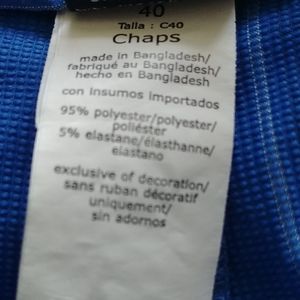 40
Talla : C40
Chaps
made in Bangladesh/
fabriqué au Bangladesh/
hecho en Bangladesh
con insumos importados
95% polyester/polyester/
poliéster
5% elastane/élasthanne/
elastano
exclusive of decoration/
sans ruban décoratif
uniquement/
sin adornos